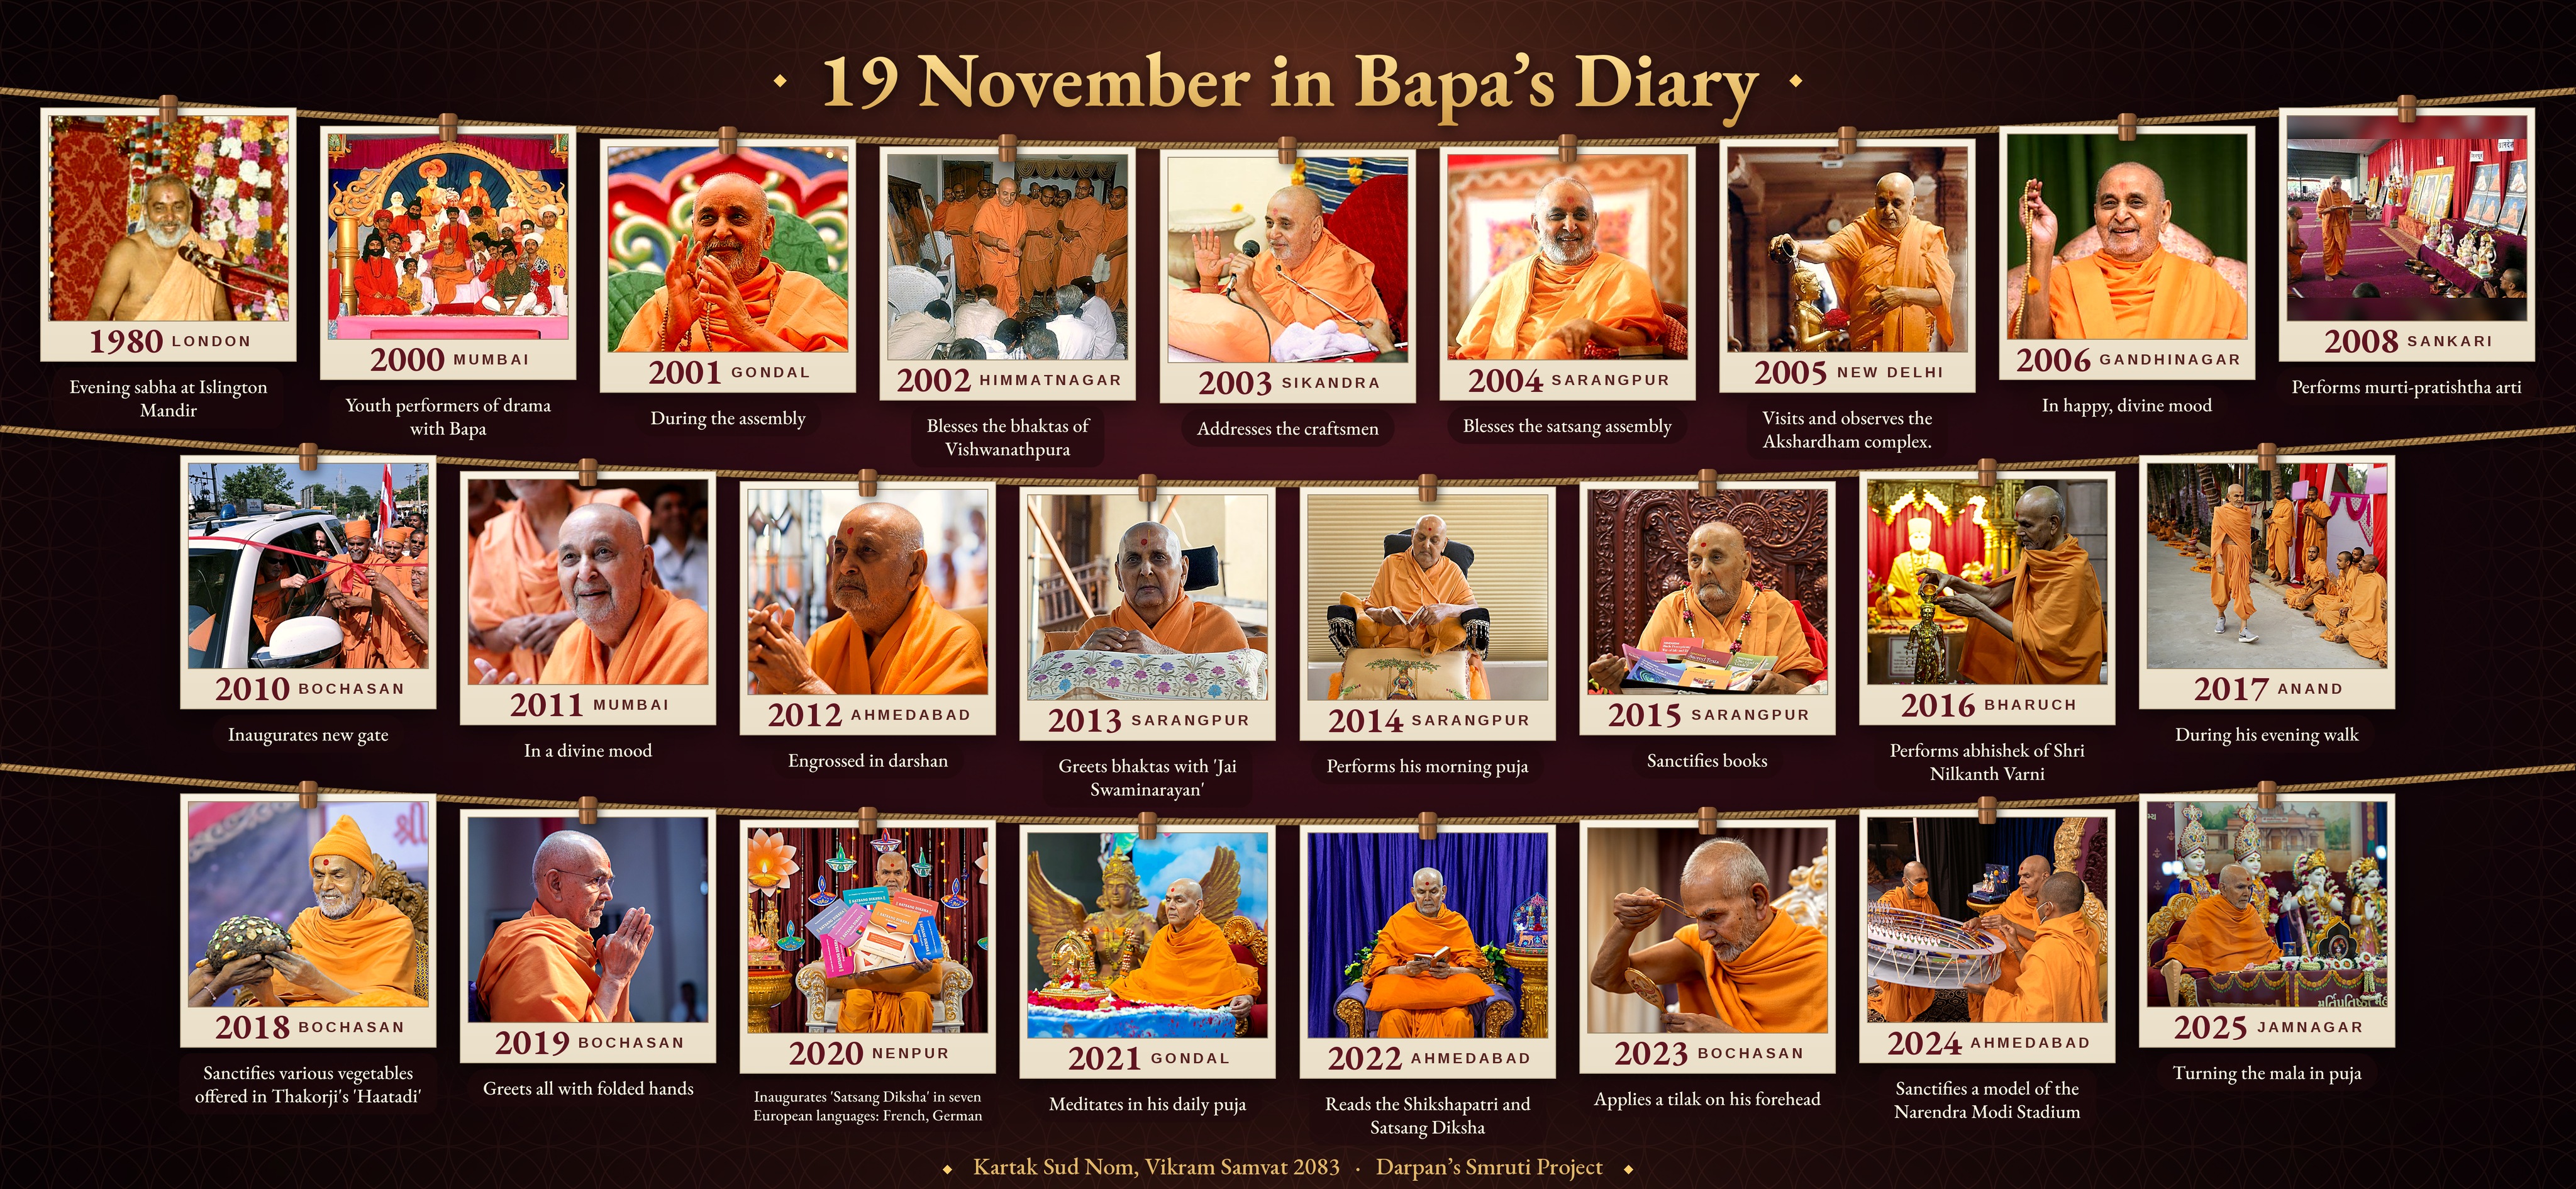 19 November in Bapa's Diary
1980 LONDON
Evening sabha at Islington
Mandir
2000 MUMBAI
Youth performers of drama
with Bapa
2001 GONDAL
During the assembly
2002 HIMMATNAGAR
Blesses the bhaktas of
Vishwanathpura
2003 SIKANDRA
Addresses the craftsmen
2004 SARANGPUR
Blesses the satsang assembly
2005 NEW DELHI
Visits and observes the
Akshardham complex.
2006 GANDHINAGAR
In happy, divine mood
2008 SANKARI
Performs murti-pratishtha arti
2010 BOCHASAN
Inaugurates new gate
2011 MUMBAI
In a divine mood
2012 AHMEDABAD
Engrossed in darshan
2013 SARANGPUR
Greets bhaktas with 'Jai
Swaminarayan'
2014 SARANGPUR
Performs his morning puja
2015 SARANGPUR
Sanctifies books
2016 BHARUCH
Performs abhishek of Shri
Nilkanth Varni
2017 ANAND
During his evening walk
श्री
2018 BOCHASAN
Sanctifies various vegetables
offered in Thakorji's 'Haatadi'
2019 BOCHASAN
Greets all with folded hands
2020 NENPUR
Inaugurates 'Satsang Diksha' in seven
European languages: French, German
2021 GONDAL
Meditates in his daily puja
2022 AHMEDABAD
Reads the Shikshapatri and
Satsang Diksha
2023 BOCHASAN
Applies a tilak on his forehead
2024 AHMEDABAD
Sanctifies a model of the
Narendra Modi Stadium
2025 JAMNAGAR
Turning the mala in puja
Kartak Sud Nom, Vikram Samvat 2083 · Darpan's Smruti Project